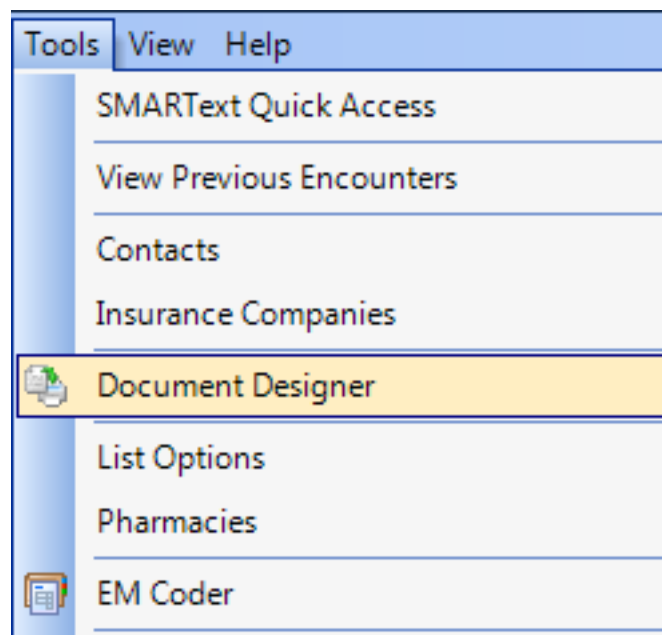 Tools View Help
SMARText Quick Access
View Previous Encounters
Contacts
Insurance Companies
Document Designer
List Options
Pharmacies
EM Coder